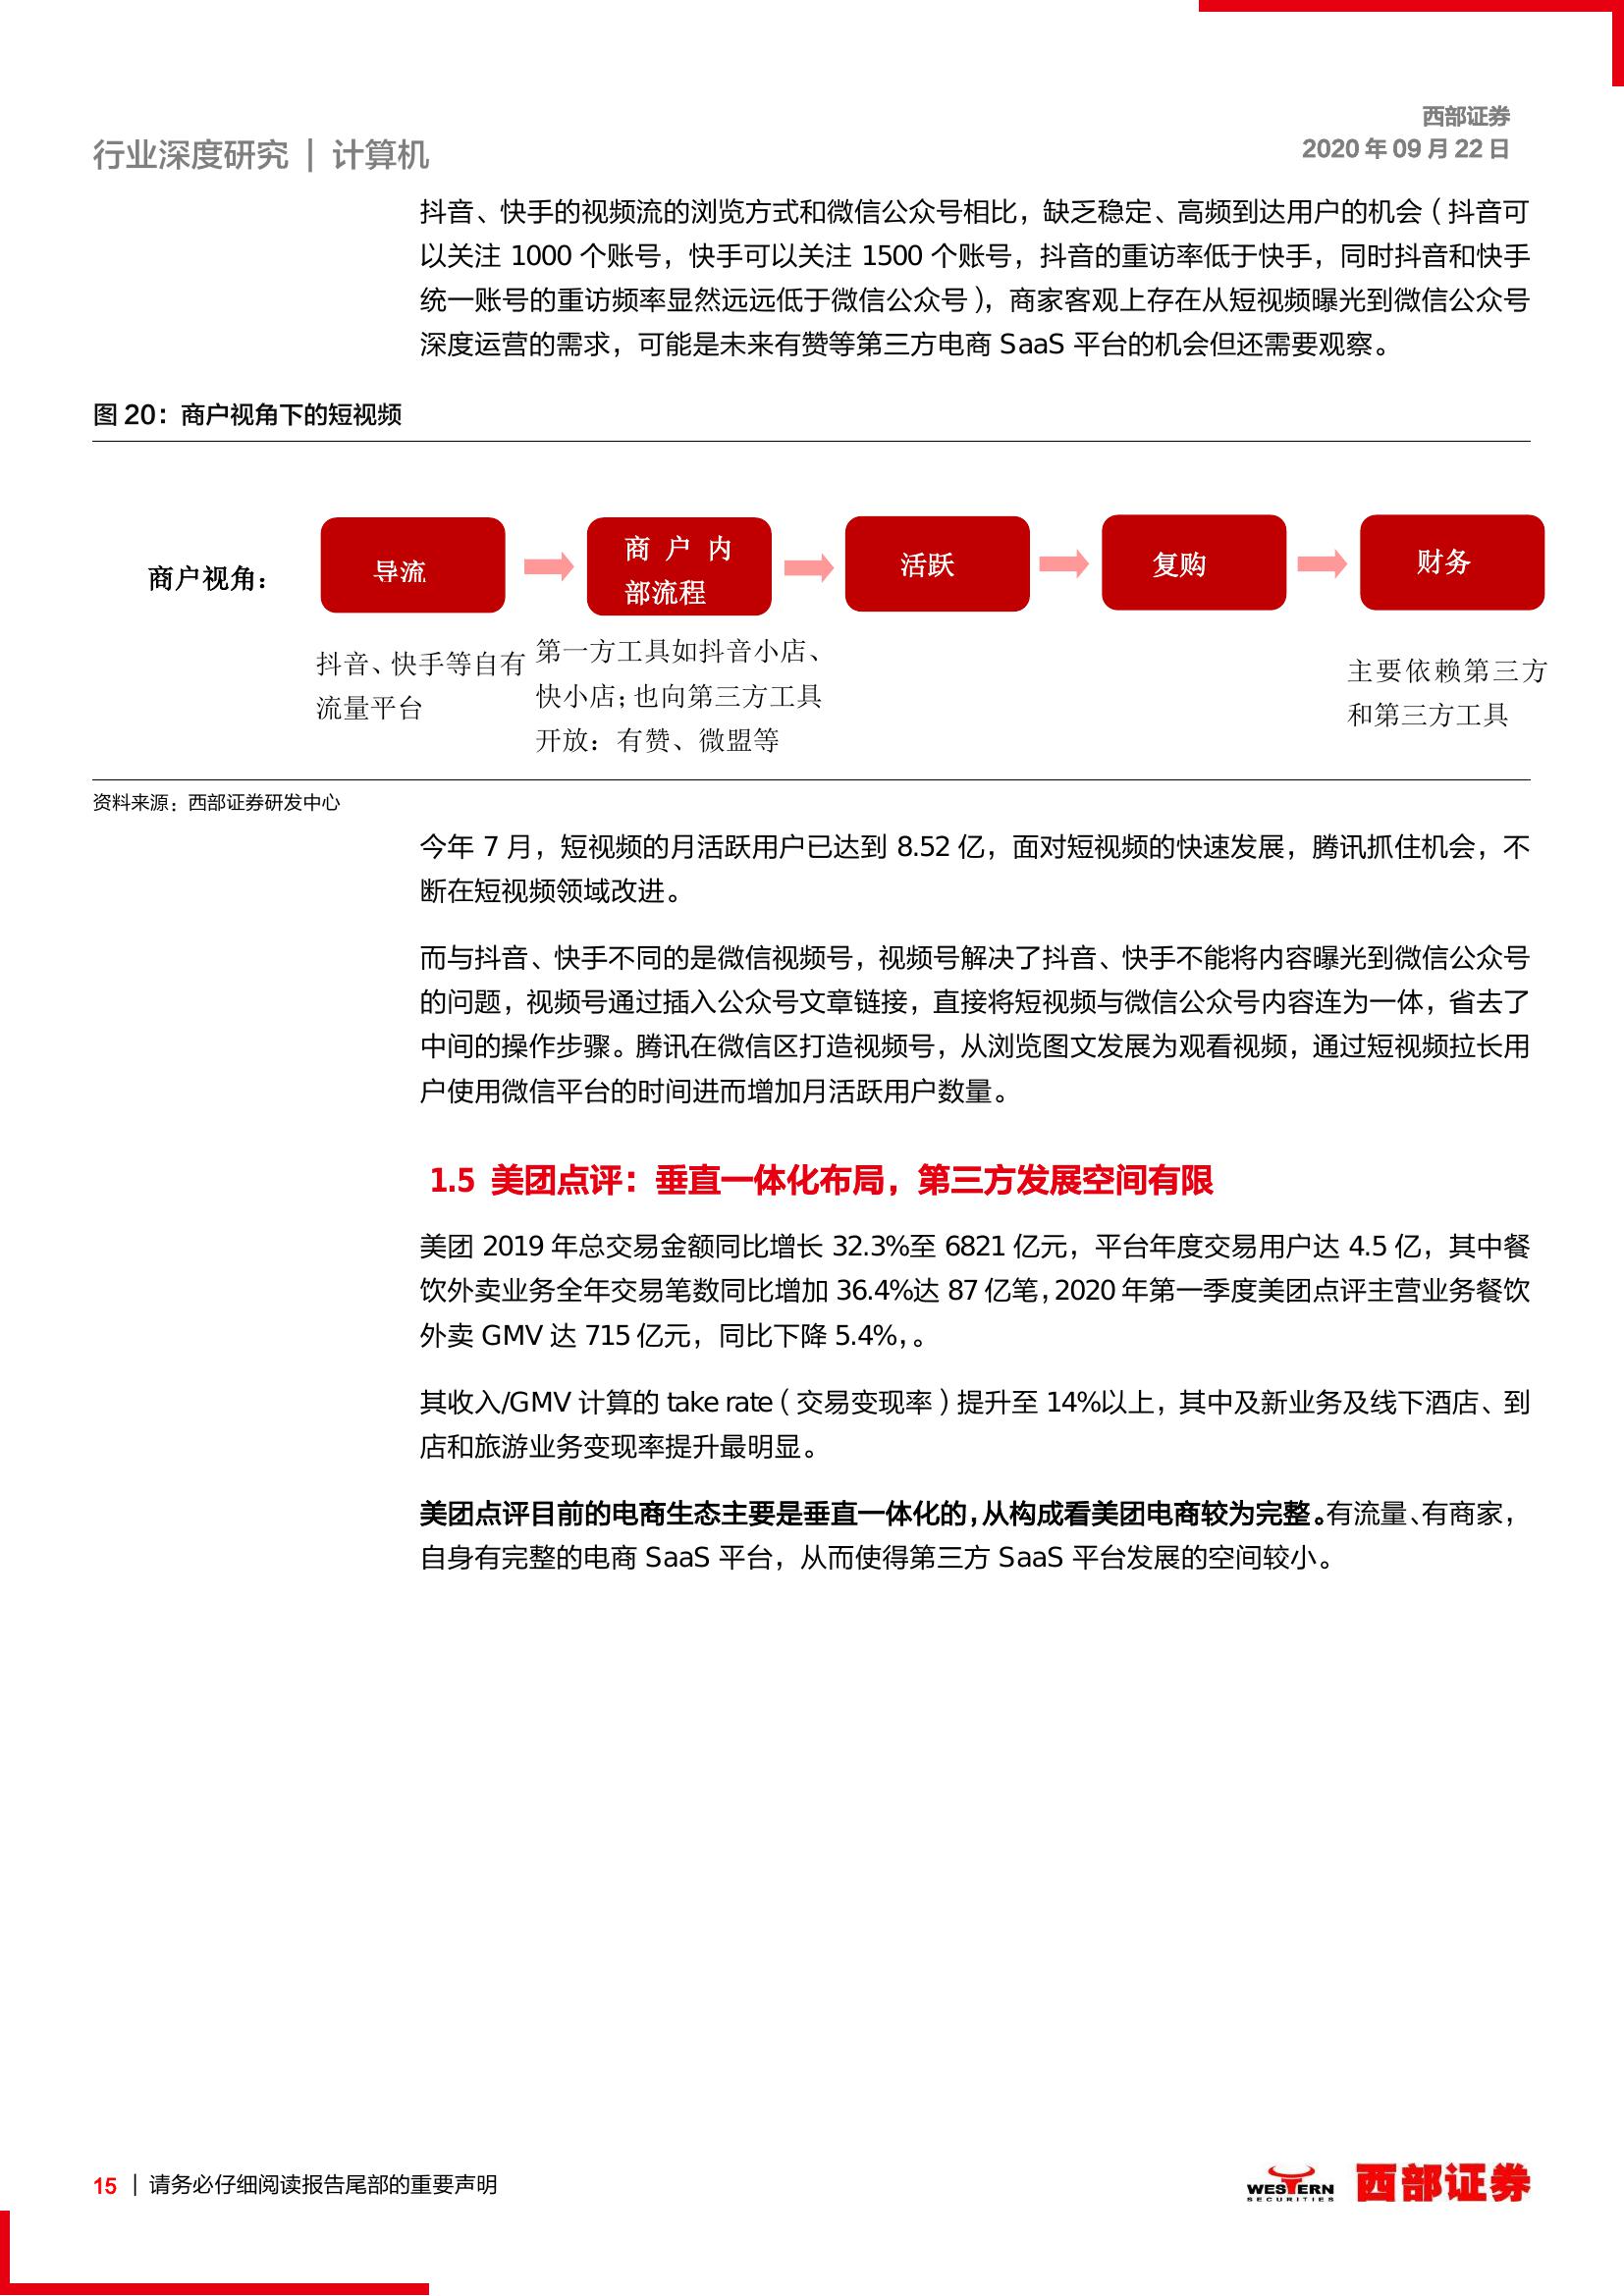 西部证券
2020 年 09 月 22 日
行业深度研究 | 计算机
抖音、快手的视频流的浏览方式和微信公众号相比，缺乏稳定、高频到达用户的机会（抖音可
以关注 1000 个账号，快手可以关注 1500 个账号，抖音的重访率低于快手，同时抖音和快手
统一账号的重访频率显然远远低于微信公众号），商家客观上存在从短视频曝光到微信公众号
深度运营的需求，可能是未来有赞等第三方电商 SaaS 平台的机会但还需要观察。
图 20：商户视角下的短视频
商户视角：
导流
商户内
部流程
活跃
复购
财务
抖音、快手等自有
流量平台
第一方工具如抖音小店、
快小店；也向第三方工具
开放：有赞、微盟等
主要依赖第三方
和第三方工具
资料来源：西部证券研发中心
今年 7 月，短视频的月活跃用户已达到 8.52 亿，面对短视频的快速发展，腾讯抓住机会，不
断在短视频领域改进。
而与抖音、快手不同的是微信视频号，视频号解决了抖音、快手不能将内容曝光到微信公众号
的问题，视频号通过插入公众号文章链接，直接将短视频与微信公众号内容连为一体，省去了
中间的操作步骤。腾讯在微信区打造视频号，从浏览图文发展为观看视频，通过短视频拉长用
户使用微信平台的时间进而增加月活跃用户数量。
1.5 美团点评：垂直一体化布局，第三方发展空间有限
美团 2019 年总交易金额同比增长 32.3%至 6821 亿元，平台年度交易用户达 4.5 亿，其中餐
饮外卖业务全年交易笔数同比增加 36.4%达 87 亿笔，2020 年第一季度美团点评主营业务餐饮
外卖 GMV 达 715 亿元，同比下降 5.4%，。
其收入/GMV 计算的 take rate（交易变现率）提升至 14%以上，其中及新业务及线下酒店、到
店和旅游业务变现率提升最明显。
美团点评目前的电商生态主要是垂直一体化的，从构成看美团电商较为完整。有流量、有商家，
自身有完整的电商 SaaS 平台，从而使得第三方 SaaS 平台发展的空间较小。
15 | 请务必仔细阅读报告尾部的重要声明
WESTERN
SECURITIES
西部证券